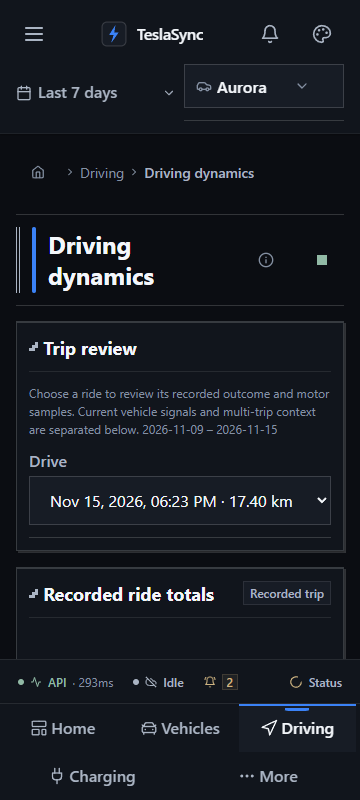 TeslaSync
Last 7 days
Aurora
Driving
Driving dynamics
Driving
dynamics
Trip review
Choose a ride to review its recorded outcome and motor
samples. Current vehicle signals and multi-trip context
are separated below. 2026-11-09 – 2026-11-15
Drive
Nov 15, 2026, 06:23 PM · 17.40 km
Recorded ride totals
Recorded trip
API · 293ms
Idle
2
Status
Home
Vehicles
Driving
Charging
More